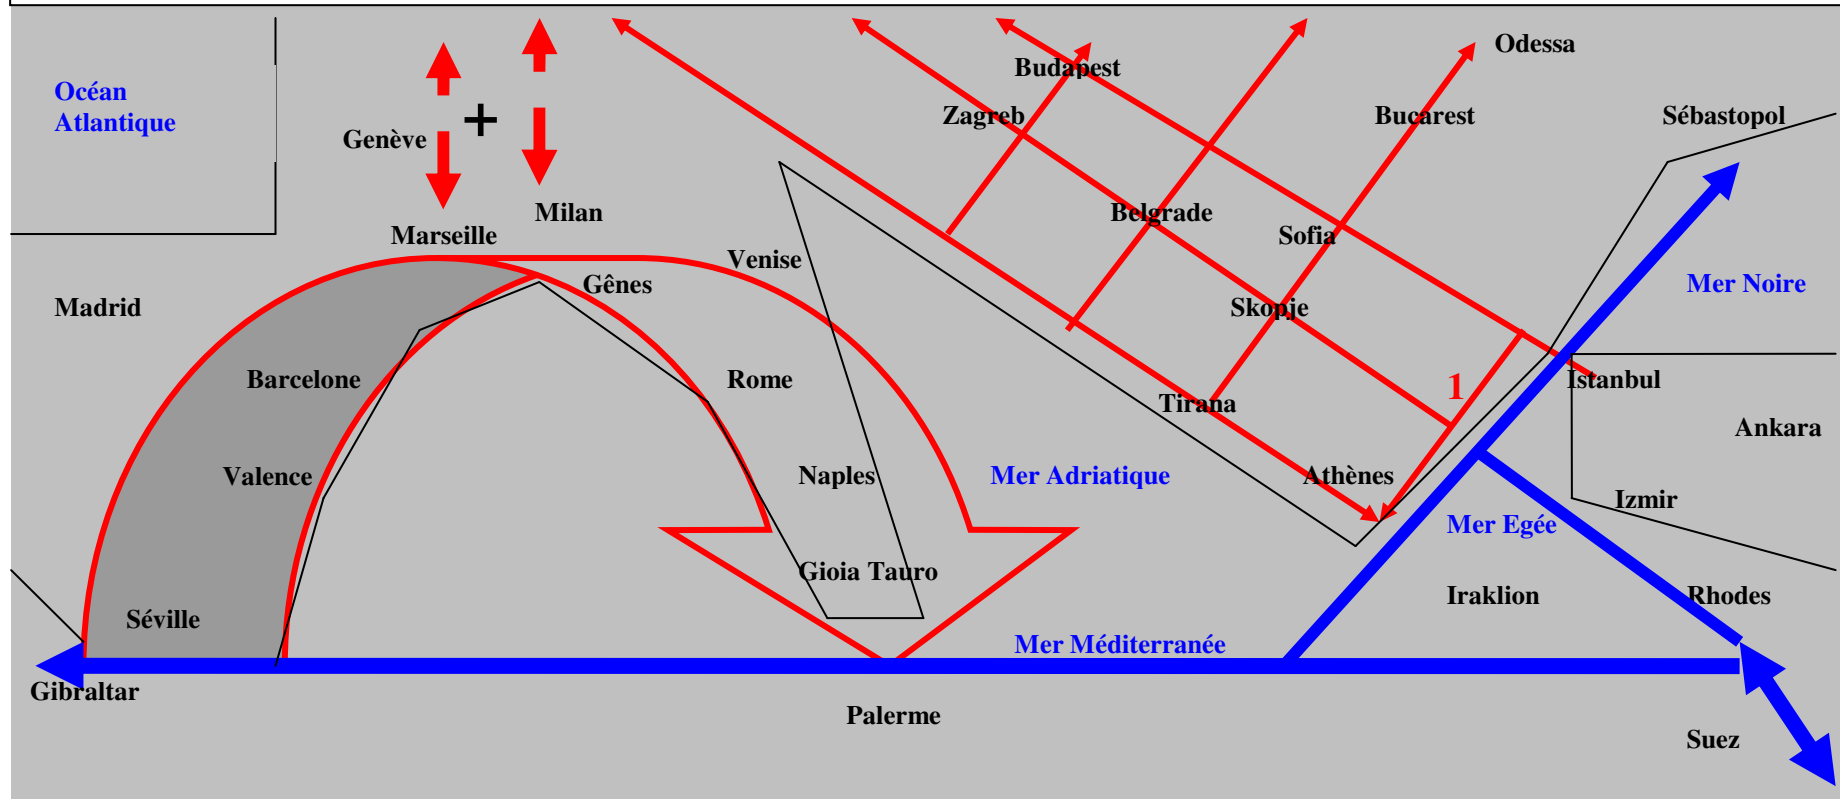 Odessa
Budapest
Océan
Atlantique
Zagreb
Bucarest
Sébastopol
+
Genève
Milan
Belgrade
Marseille
Sofia
Venise
Gênes
Mer Noire
Madrid
Skopje
Barcelone
Rome
1
Istanbul
Tirana
Ankara
Valence
Naples
Mer Adriatique
Athènes
Izmir
Mer Egée
Gioia Tauro
Iraklion
Rhodes
Séville
Mer Méditerranée
Gibraltar
Palerme
Suez